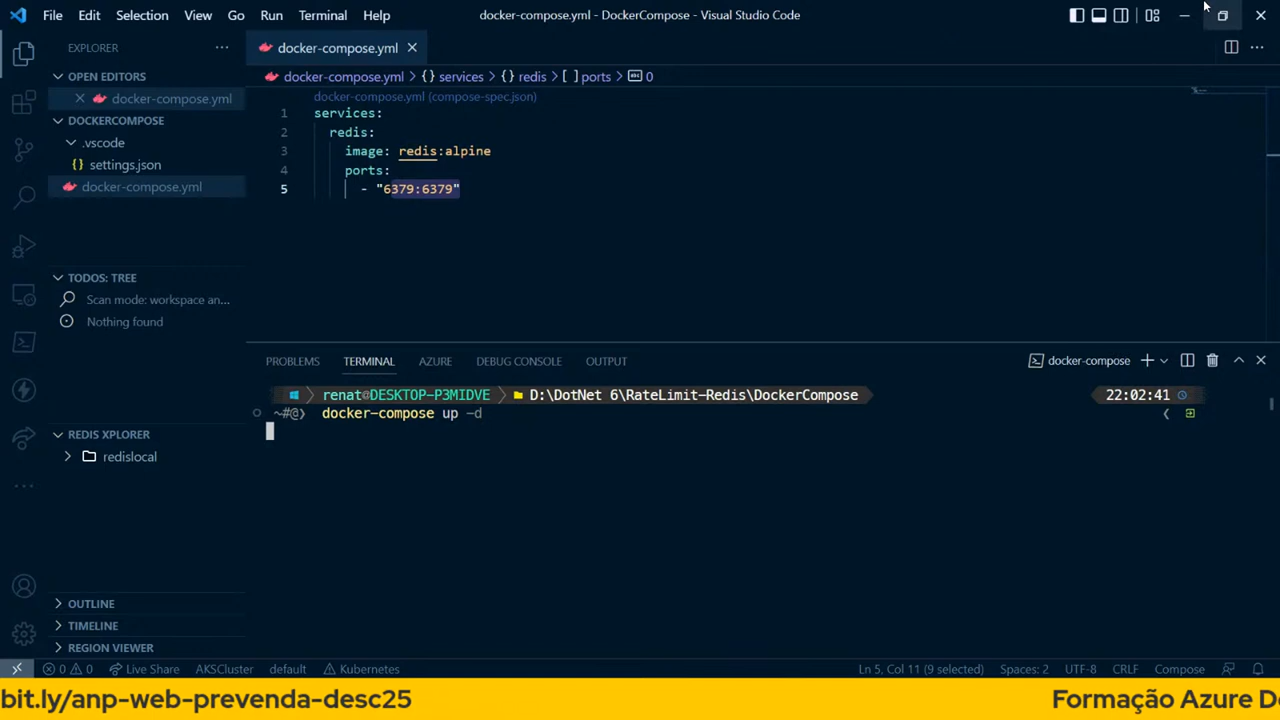 File Edit Selection View Go Run Terminal Help docker-compose.yml - DockerCompose - Visual Studio Code
EXPLORER
OPEN EDITORS
docker-compose.yml
DOCKERCOMPOSE
.vscode
settings.json
docker-compose.yml
TODOS: TREE
Scan mode: workspace an...
Nothing found
REDIS XPLORER
redislocal
OUTLINE
TIMELINE
REGION VIEWER
docker-compose.yml
docker-compose.yml > {} services > {} redis > [ ] ports > abc 0
docker-compose.yml (compose-spec.json)
1 services:
2 redis:
3 image: redis:alpine
4 ports:
5 - "6379:6379"
PROBLEMS TERMINAL AZURE DEBUG CONSOLE OUTPUT docker-compose
renat@DESKTOP-P3MIDVE D:\DotNet 6\RateLimit-Redis\DockerCompose 22:02:41
~#@❯ docker-compose up -d
0 0 Live Share AKSCluster default Kubernetes Ln 5, Col 11 (9 selected) Spaces: 2 UTF-8 CRLF Compose
bit.ly/anp-web-prevenda-desc25 Formação Azure De